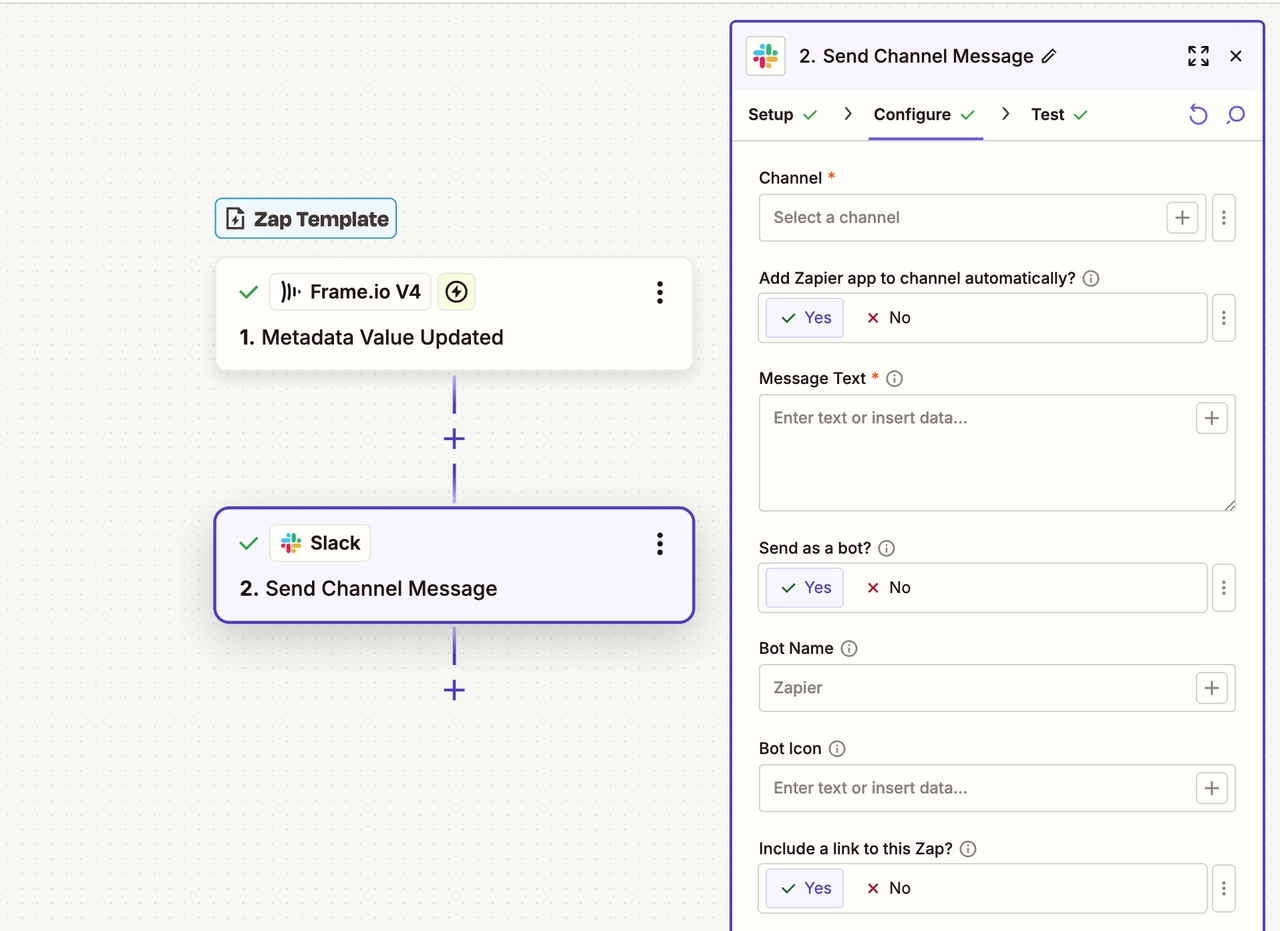 Zap Template
Frame.io V4
1. Metadata Value Updated
Slack
2. Send Channel Message
2. Send Channel Message
Setup
Configure
Test
Channel *
Select a channel
Add Zapier app to channel automatically?
Yes
No
Message Text *
Enter text or insert data...
Send as a bot?
Yes
No
Bot Name
Zapier
Bot Icon
Enter text or insert data...
Include a link to this Zap?
Yes
No